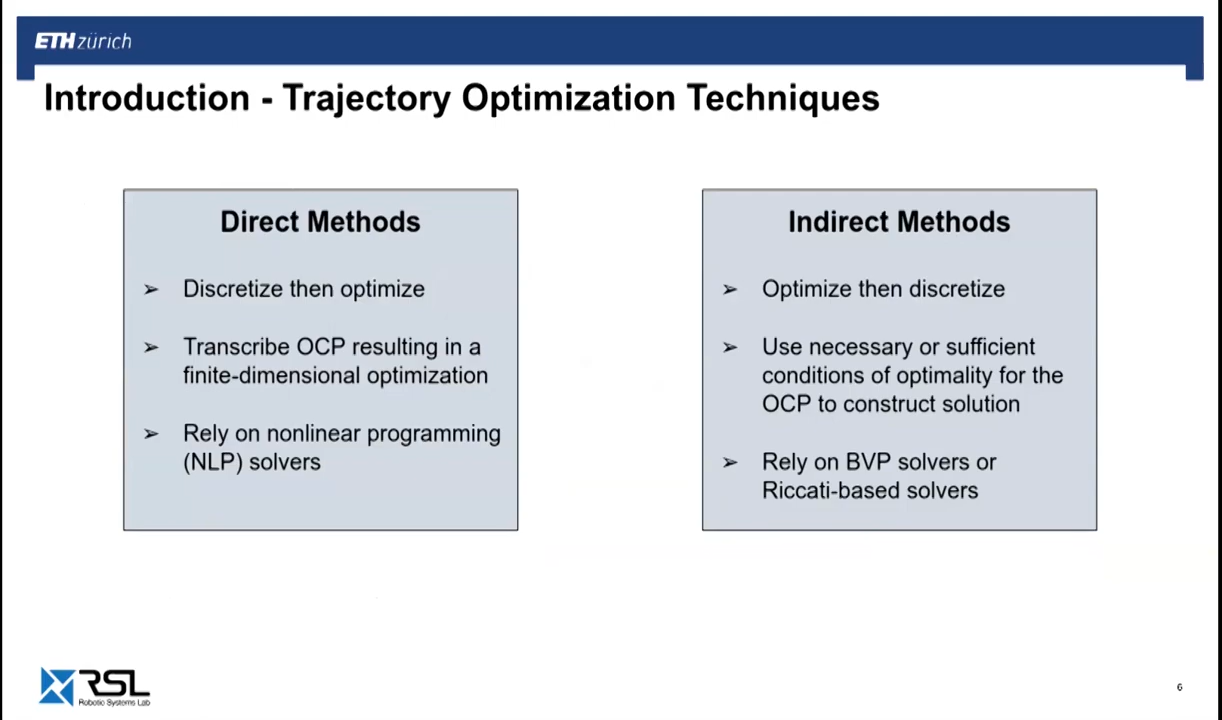 ETH zürich
Introduction - Trajectory Optimization Techniques
Direct Methods
➢ Discretize then optimize
➢ Transcribe OCP resulting in a
finite-dimensional optimization
➢ Rely on nonlinear programming
(NLP) solvers
Indirect Methods
➢ Optimize then discretize
➢ Use necessary or sufficient
conditions of optimality for the
OCP to construct solution
➢ Rely on BVP solvers or
Riccati-based solvers
RSL
Robotic Systems Lab
6